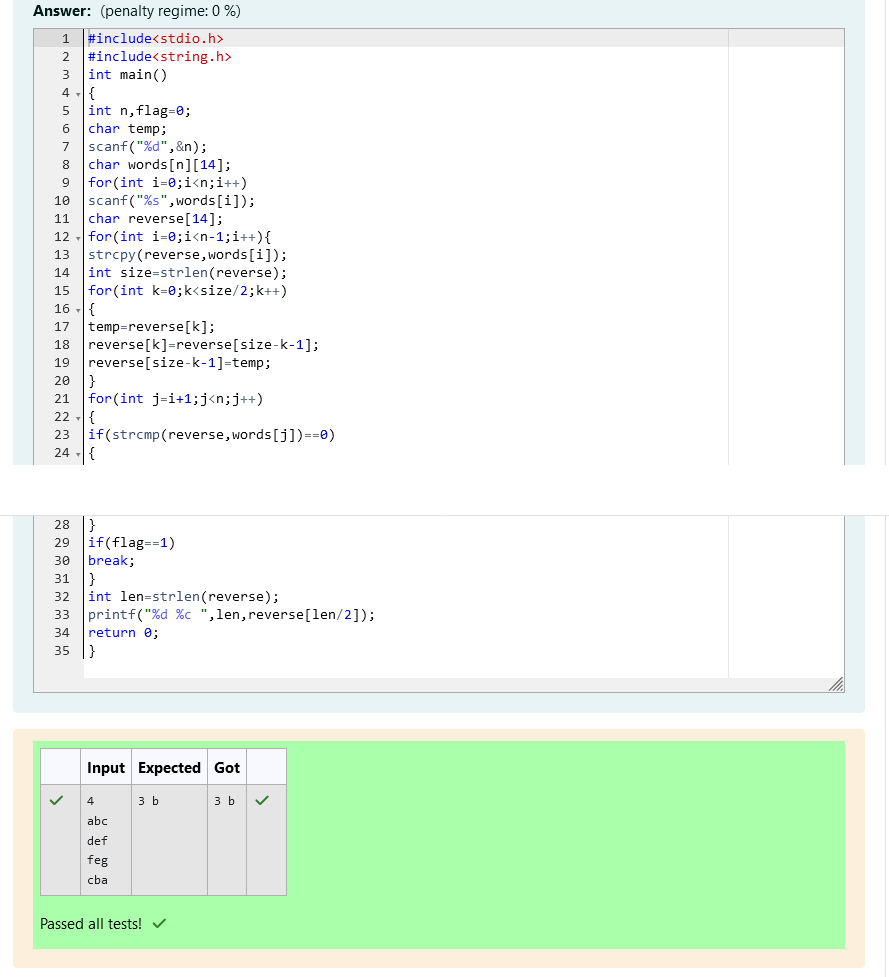 Answer: (penalty regime: 0 %)
1 #include<stdio.h>
2 #include<string.h>
3 int main()
4 {
5 int n,flag=0;
6 char temp;
7 scanf("%d",&n);
8 char words[n][14];
9 for(int i=0;i<n;i++)
10 scanf("%s",words[i]);
11 char reverse[14];
12 for(int i=0;i<n-1;i++){
13 strcpy(reverse,words[i]);
14 int size=strlen(reverse);
15 for(int k=0;k<size/2;k++)
16 {
17 temp=reverse[k];
18 reverse[k]=reverse[size-k-1];
19 reverse[size-k-1]=temp;
20 }
21 for(int j=i+1;j<n;j++)
22 {
23 if(strcmp(reverse,words[j])==0)
24 {
28 }
29 if(flag==1)
30 break;
31 }
32 int len=strlen(reverse);
33 printf("%d %c ",len,reverse[len/2]);
34 return 0;
35 }
Input Expected Got
4 3 b 3 b
abc
def
feg
cba
Passed all tests!